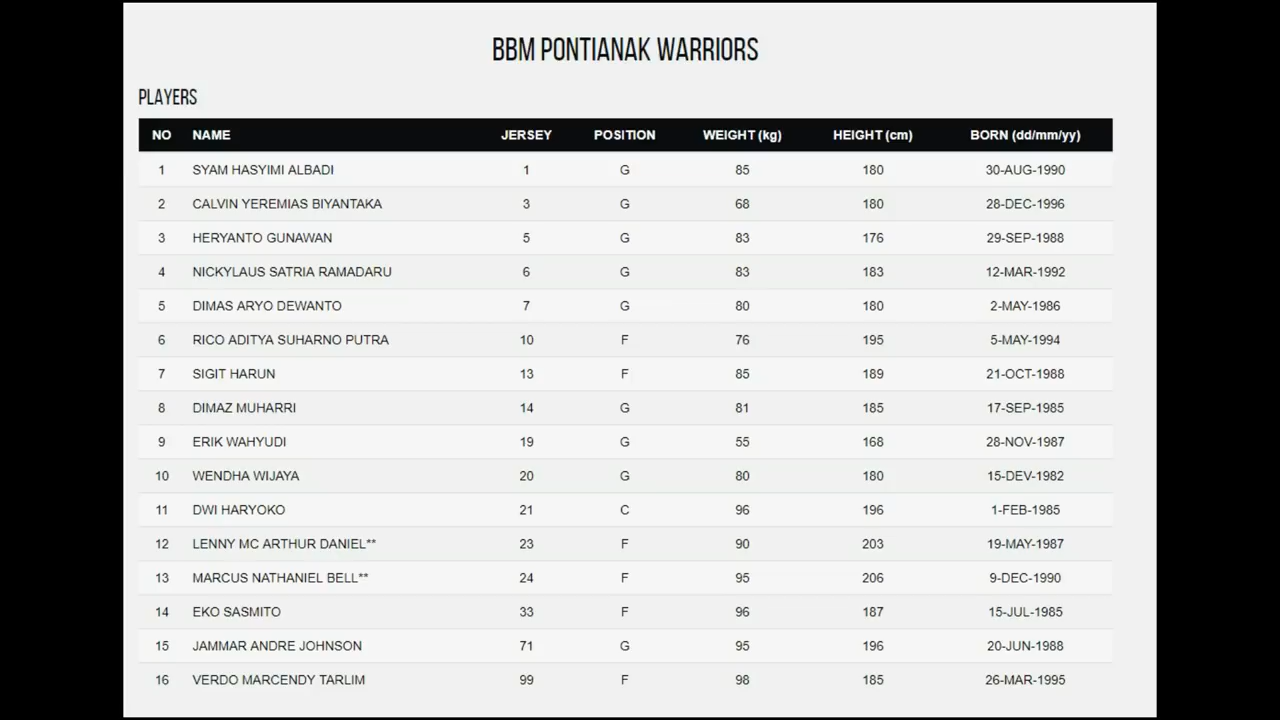 BBM PONTIANAK WARRIORS
PLAYERS
NO NAME JERSEY POSITION WEIGHT (kg) HEIGHT (cm) BORN (dd/mm/yy)
1 SYAM HASYIMI ALBADI 1 G 85 180 30-AUG-1990
2 CALVIN YEREMIAS BIYANTAKA 3 G 68 180 28-DEC-1996
3 HERYANTO GUNAWAN 5 G 83 176 29-SEP-1988
4 NICKYLAUS SATRIA RAMADARU 6 G 83 183 12-MAR-1992
5 DIMAS ARYO DEWANTO 7 G 80 180 2-MAY-1986
6 RICO ADITYA SUHARNO PUTRA 10 F 76 195 5-MAY-1994
7 SIGIT HARUN 13 F 85 189 21-OCT-1988
8 DIMAZ MUHARRI 14 G 81 185 17-SEP-1985
9 ERIK WAHYUDI 19 G 55 168 28-NOV-1987
10 WENDHA WIJAYA 20 G 80 180 15-DEV-1982
11 DWI HARYOKO 21 C 96 196 1-FEB-1985
12 LENNY MC ARTHUR DANIEL** 23 F 90 203 19-MAY-1987
13 MARCUS NATHANIEL BELL** 24 F 95 206 9-DEC-1990
14 EKO SASMITO 33 F 96 187 15-JUL-1985
15 JAMMAR ANDRE JOHNSON 71 G 95 196 20-JUN-1988
16 VERDO MARCENDY TARLIM 99 F 98 185 26-MAR-1995